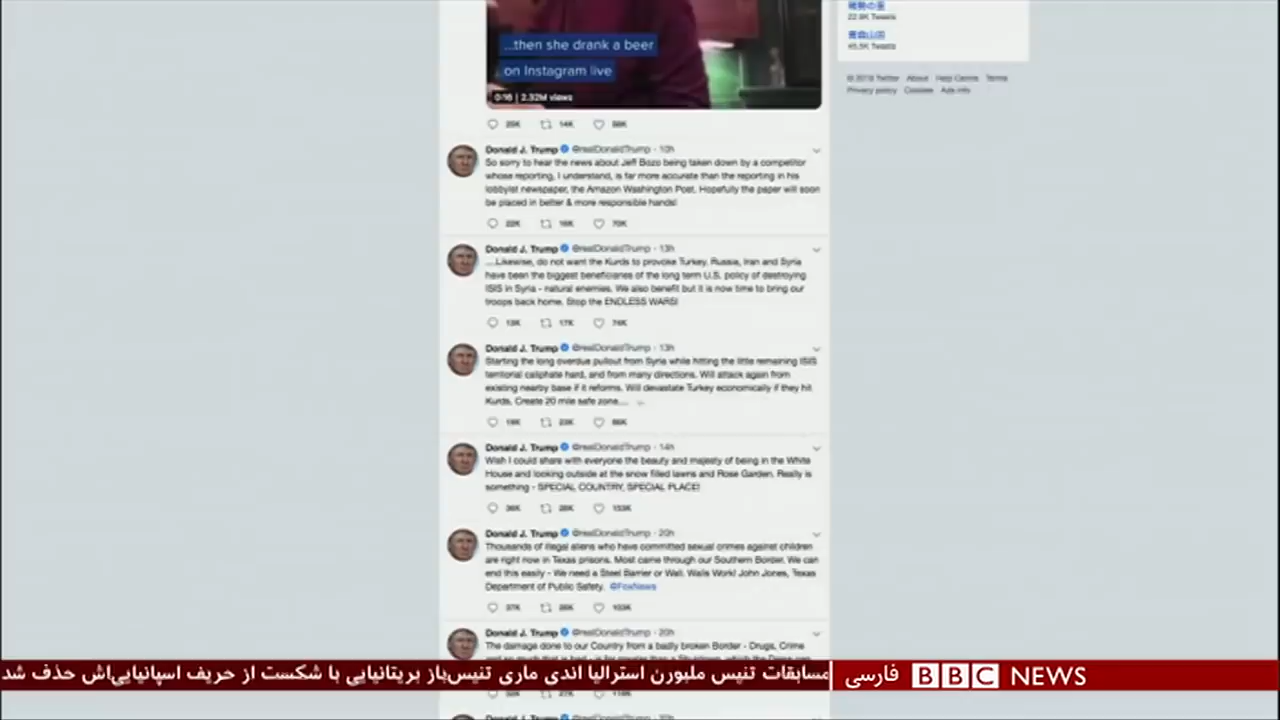 ...then she drank a beer
on Instagram live
0:16 | 2.32M views
22.9K Tweets
45.5K Tweets
© 2019 Twitter About Help Center Terms
Privacy policy Cookies Ads info
14K
Donald J. Trump @realDonaldTrump · 10h
So sorry to hear the news about Jeff Bozo being taken down by a competitor
whose reporting, I understand, is far more accurate than the reporting in his
lobbyist newspaper, the Amazon Washington Post. Hopefully the paper will soon
be placed in better & more responsible hands!
22K 16K 70K
Donald J. Trump @realDonaldTrump · 13h
....Likewise, do not want the Kurds to provoke Turkey. Russia, Iran and Syria
have been the biggest beneficiaries of the long term U.S. policy of destroying
ISIS in Syria - natural enemies. We also benefit but it is now time to bring our
troops back home. Stop the ENDLESS WARS!
13K 17K 74K
Donald J. Trump @realDonaldTrump · 13h
Starting the long overdue pullout from Syria while hitting the little remaining ISIS
territorial caliphate hard, and from many directions. Will attack again from
existing nearby base if it reforms. Will devastate Turkey economically if they hit
Kurds. Create 20 mile safe zone....
Donald J. Trump @realDonaldTrump · 14h
Wish I could share with everyone the beauty and majesty of being in the White
House and looking outside at the snow filled lawns and Rose Garden. Really is
something - SPECIAL COUNTRY, SPECIAL PLACE!
153K
Donald J. Trump @realDonaldTrump · 20h
Thousands of illegal aliens who have committed sexual crimes against children
are right now in Texas prisons. Most came through our Southern Border. We can
end this easily - We need a Steel Barrier or Wall. Walls Work! John Jones, Texas
Department of Public Safety. @FoxNews
37K 103K
Donald J. Trump @realDonaldTrump · 20h
The damage done to our Country from a badly broken Border - Drugs, Crime
مسابقات تنیس ملبورن استرالیا اندی ماری تنیس‌باز بریتانیایی با شکست از حریف اسپانیایی‌اش حذف شد
BBC NEWS فارسی